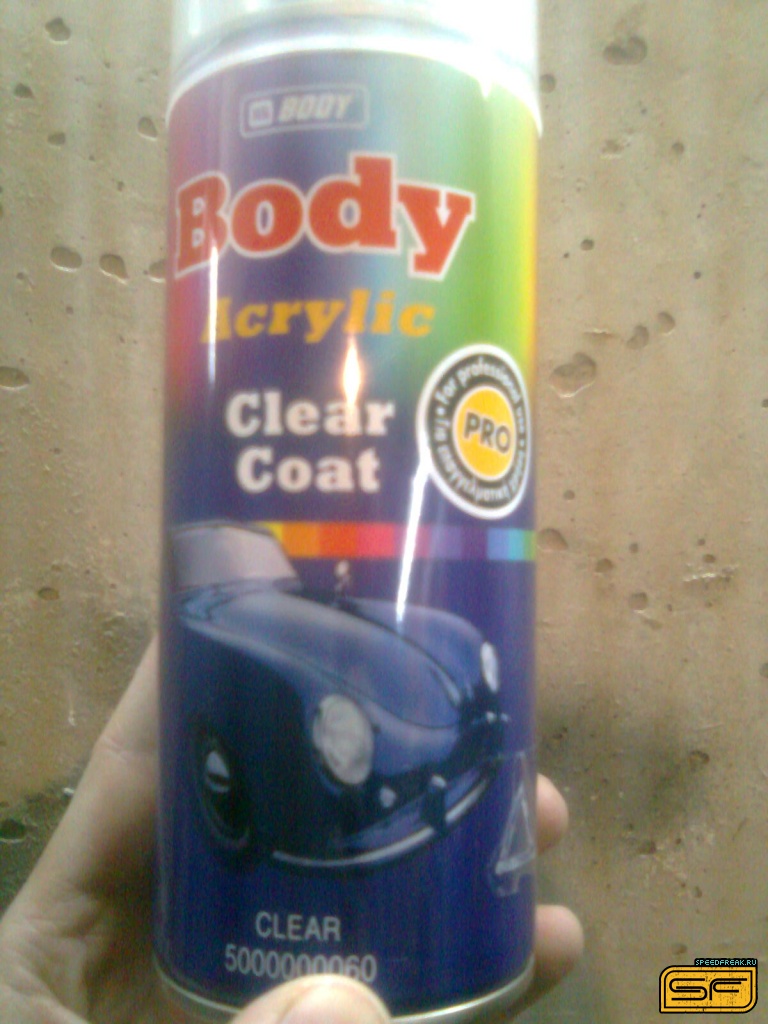 BODY
Body
Acrylic
Clear
Coat
for professional use
PRO
CLEAR
5000000060
SPEEDFREAK.RU
SF